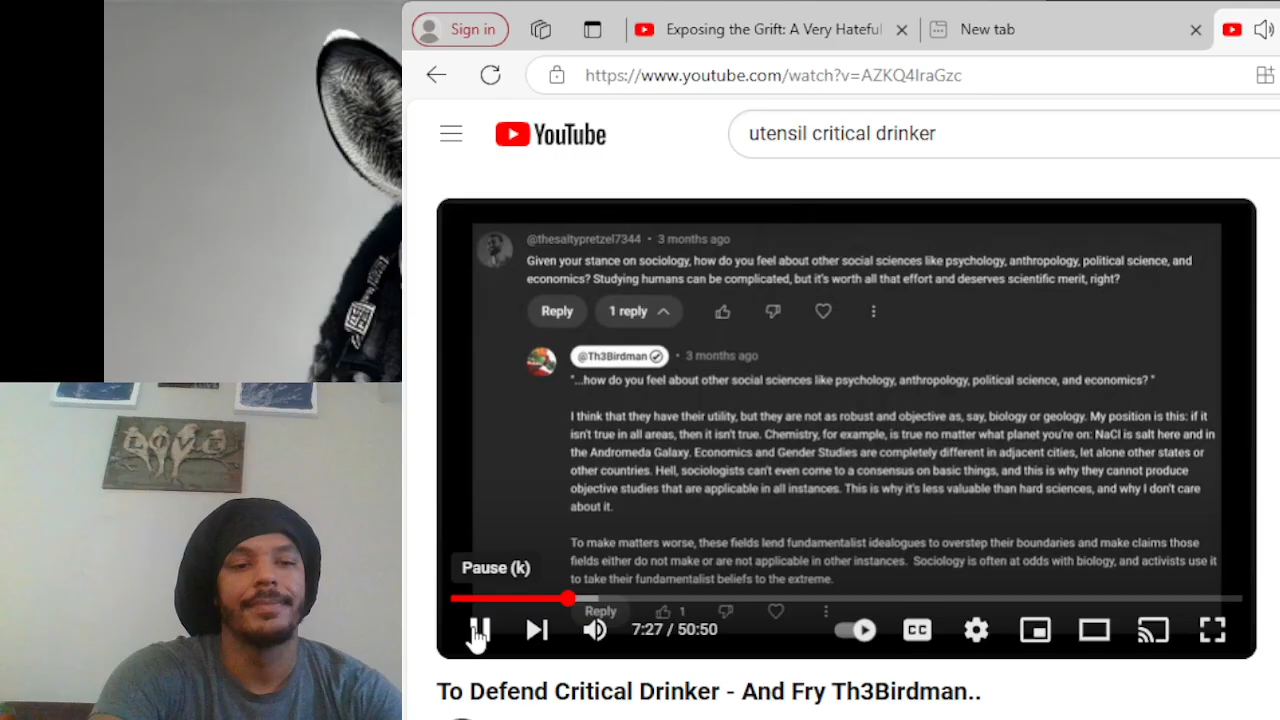 Sign in
Exposing the Grift: A Very Hateful
New tab
https://www.youtube.com/watch?v=AZKQ4IraGzc
YouTube
utensil critical drinker
@thesaltypretzel7344 • 3 months ago
Given your stance on sociology, how do you feel about other social sciences like psychology, anthropology, political science, and
economics? Studying humans can be complicated, but it's worth all that effort and deserves scientific merit, right?
Reply
1 reply
@Th3Birdman • 3 months ago
"...how do you feel about other social sciences like psychology, anthropology, political science, and economics? "
I think that they have their utility, but they are not as robust and objective as, say, biology or geology. My position is this: if it
isn't true in all areas, then it isn't true. Chemistry, for example, is true no matter what planet you're on: NaCl is salt here and in
the Andromeda Galaxy. Economics and Gender Studies are completely different in adjacent cities, let alone other states or
other countries. Hell, sociologists can't even come to a consensus on basic things, and this is why they cannot produce
objective studies that are applicable in all instances. This is why it's less valuable than hard sciences, and why I don't care
about it.
To make matters worse, these fields lend fundamentalist idealogues to overstep their boundaries and make claims those
fields either do not make or are not applicable in other instances. Sociology is often at odds with biology, and activists use it
to take their fundamentalist beliefs to the extreme.
Pause (k)
Reply
1
7:27 / 50:50
CC
To Defend Critical Drinker - And Fry Th3Birdman..
LOVE